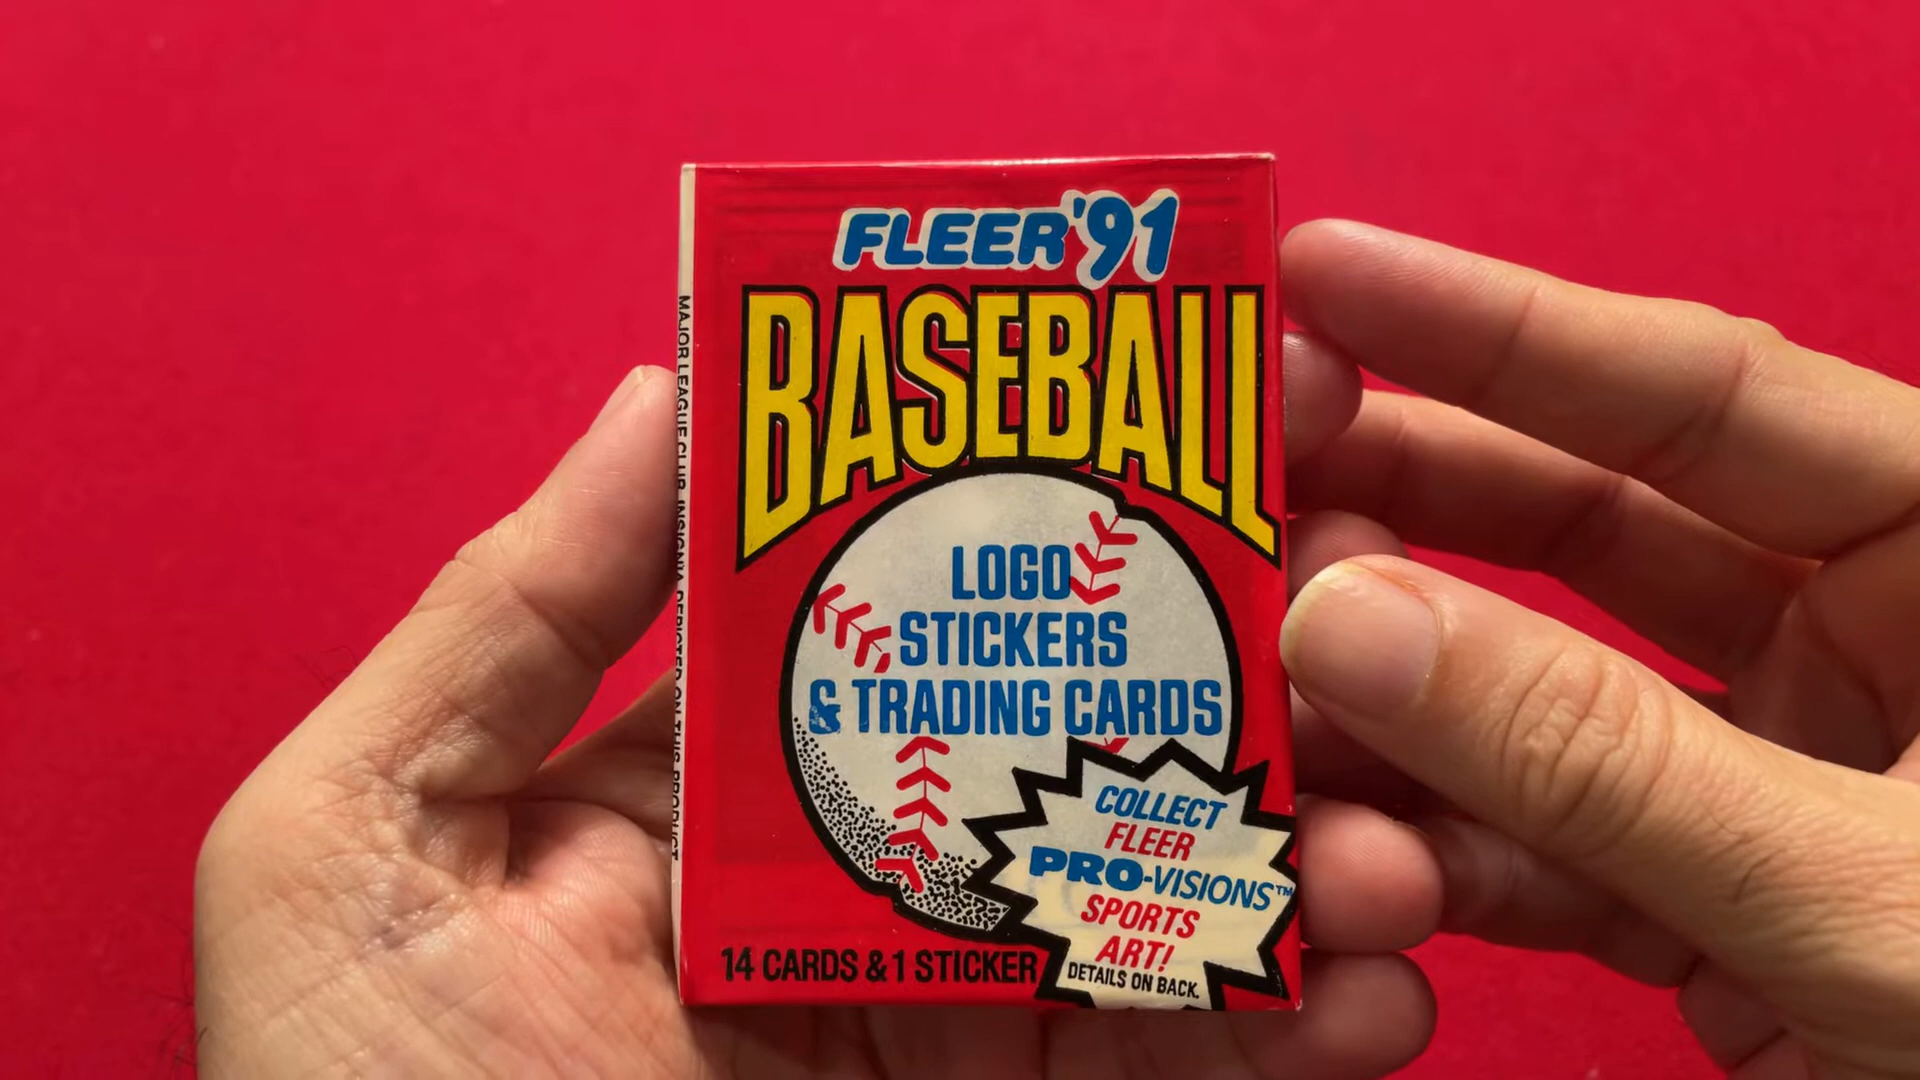 FLEER '91
BASEBALL
LOGO
STICKERS
& TRADING CARDS
COLLECT
FLEER
PRO-VISIONS™
SPORTS
ART!
DETAILS ON BACK.
14 CARDS & 1 STICKER
MAJOR LEAGUE CLUB INSIGNIA DEPICTED ON THIS PRODUCT